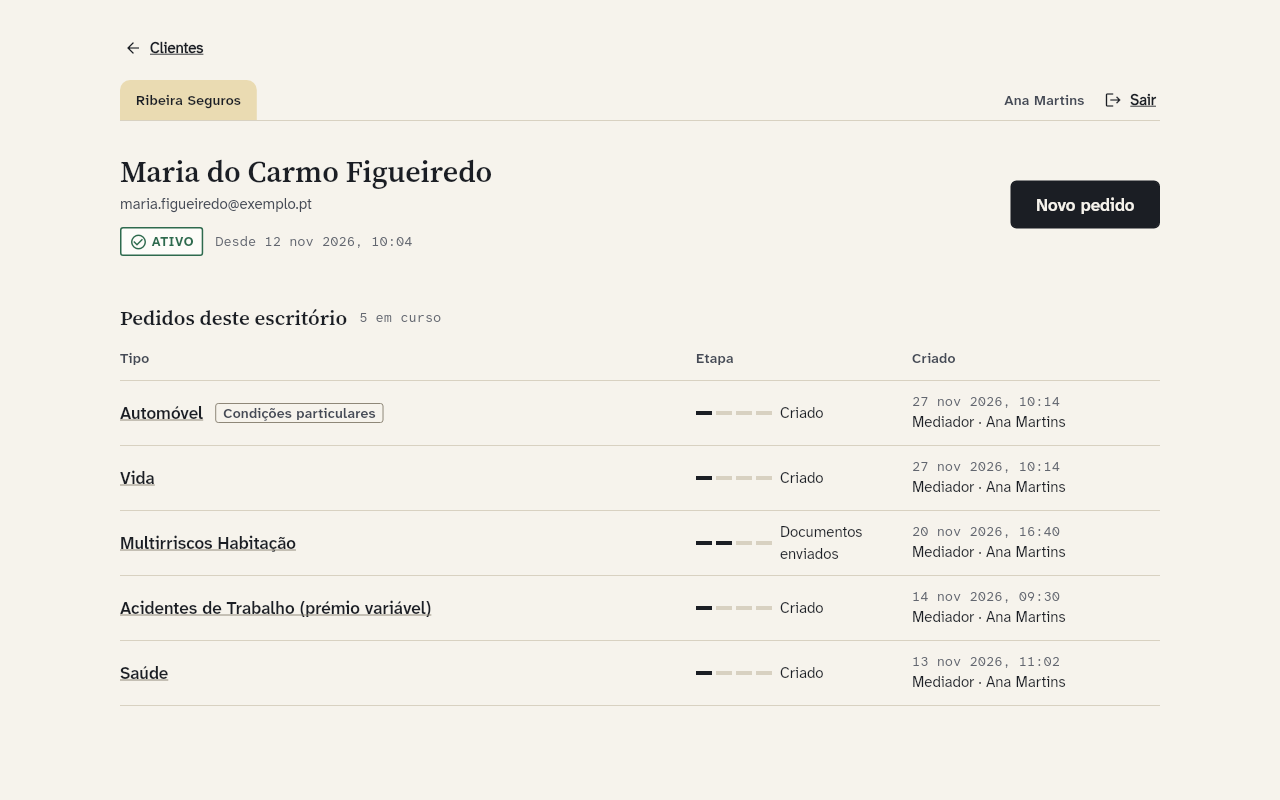 Clientes
Ribeira Seguros
Ana Martins
Sair
Maria do Carmo Figueiredo
maria.figueiredo@exemplo.pt
Novo pedido
ATIVO
Desde 12 nov 2026, 10:04
Pedidos deste escritório
5 em curso
Tipo
Etapa
Criado
Automóvel
Condições particulares
Criado
27 nov 2026, 10:14
Mediador · Ana Martins
Vida
Criado
27 nov 2026, 10:14
Mediador · Ana Martins
Multirriscos Habitação
Documentos
enviados
20 nov 2026, 16:40
Mediador · Ana Martins
Acidentes de Trabalho (prémio variável)
Criado
14 nov 2026, 09:30
Mediador · Ana Martins
Saúde
Criado
13 nov 2026, 11:02
Mediador · Ana Martins